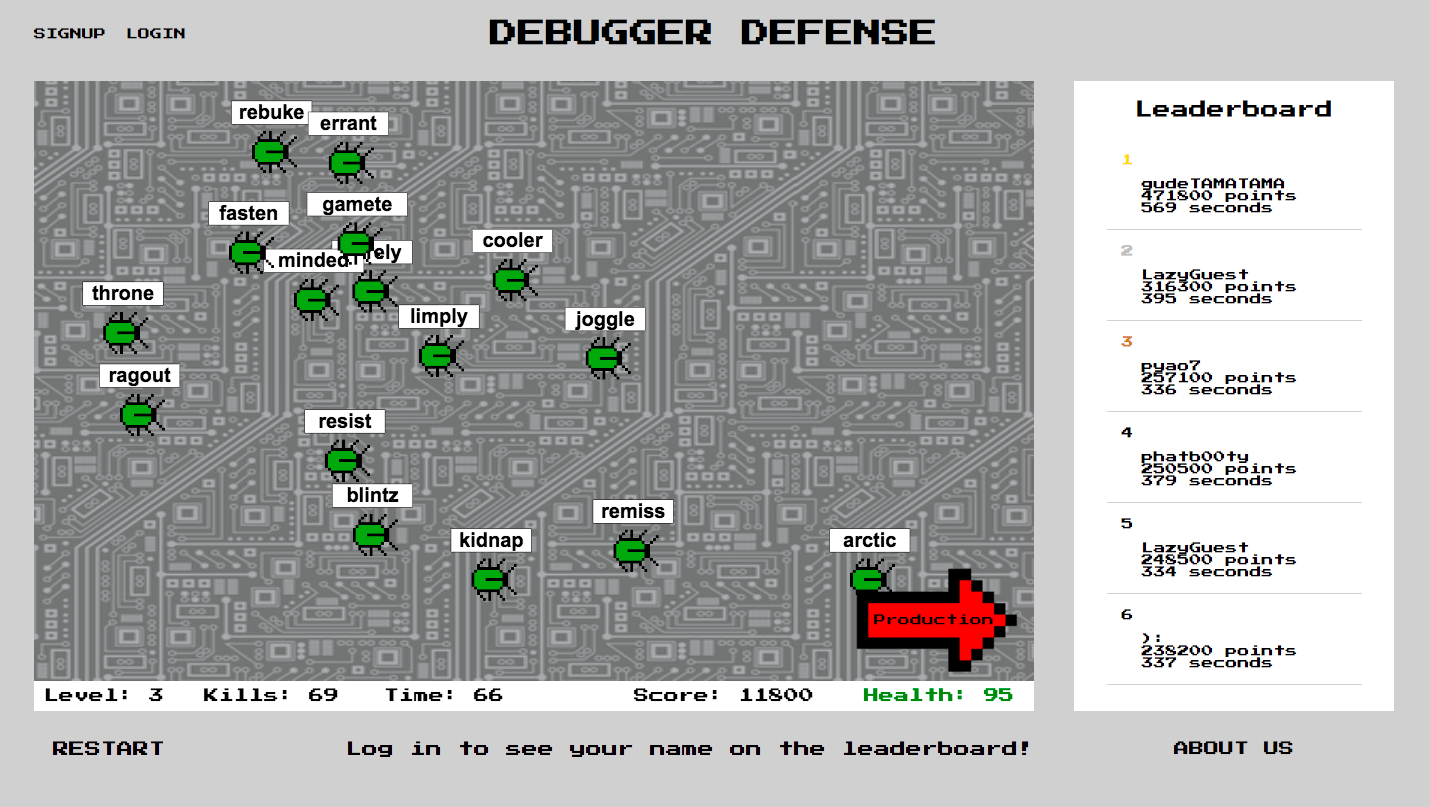 SIGNUP LOGIN
DEBUGGER DEFENSE
rebuke
errant
fasten
gamete
minded
ely
cooler
throne
limply
joggle
ragout
resist
blintz
kidnap
remiss
arctic
Production
Level: 3 Kills: 69 Time: 66 Score: 11800 Health: 95
RESTART
Log in to see your name on the leaderboard!
Leaderboard
1
gudeTAMATAMA
471800 points
569 seconds
2
LazyGuest
316300 points
395 seconds
3
pyao7
257100 points
336 seconds
4
phatb00ty
250500 points
379 seconds
5
LazyGuest
248500 points
334 seconds
6
):
238200 points
337 seconds
ABOUT US